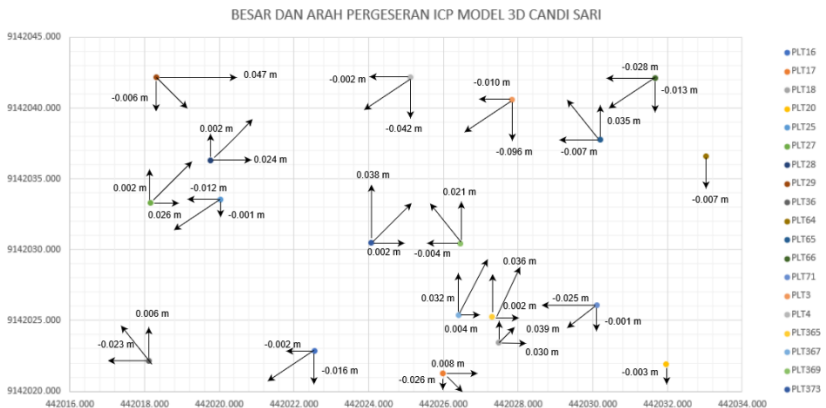 BESAR DAN ARAH PERGESERAN ICP MODEL 3D CANDI SARI
9142045.000
9142040.000
9142035.000
9142030.000
9142025.000
9142020.000
442016.000 442018.000 442020.000 442022.000 442024.000 442026.000 442028.000 442030.000 442032.000 442034.000
0.047 m
-0.006 m
0.002 m
0.024 m
0.002 m
0.026 m
-0.012 m
-0.001 m
-0.002 m
-0.042 m
-0.010 m
-0.096 m
-0.028 m
-0.013 m
0.035 m
-0.007 m
-0.007 m
0.038 m
0.002 m
0.021 m
-0.004 m
0.036 m
0.032 m
0.004 m
0.002 m
0.039 m
0.030 m
-0.025 m
-0.001 m
0.006 m
-0.023 m
-0.002 m
-0.016 m
0.008 m
-0.026 m
-0.003 m
PLT16
PLT17
PLT18
PLT20
PLT25
PLT27
PLT28
PLT29
PLT36
PLT64
PLT65
PLT66
PLT71
PLT3
PLT4
PLT365
PLT367
PLT369
PLT373